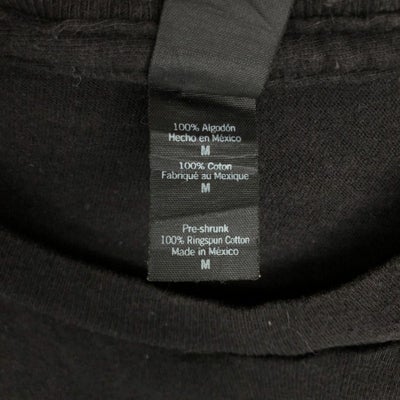 100% Algodón
Hecho en México
M
100% Coton
Fabriqué au Mexique
M
Pre-shrunk
100% Ringspun Cotton
Made in México
M